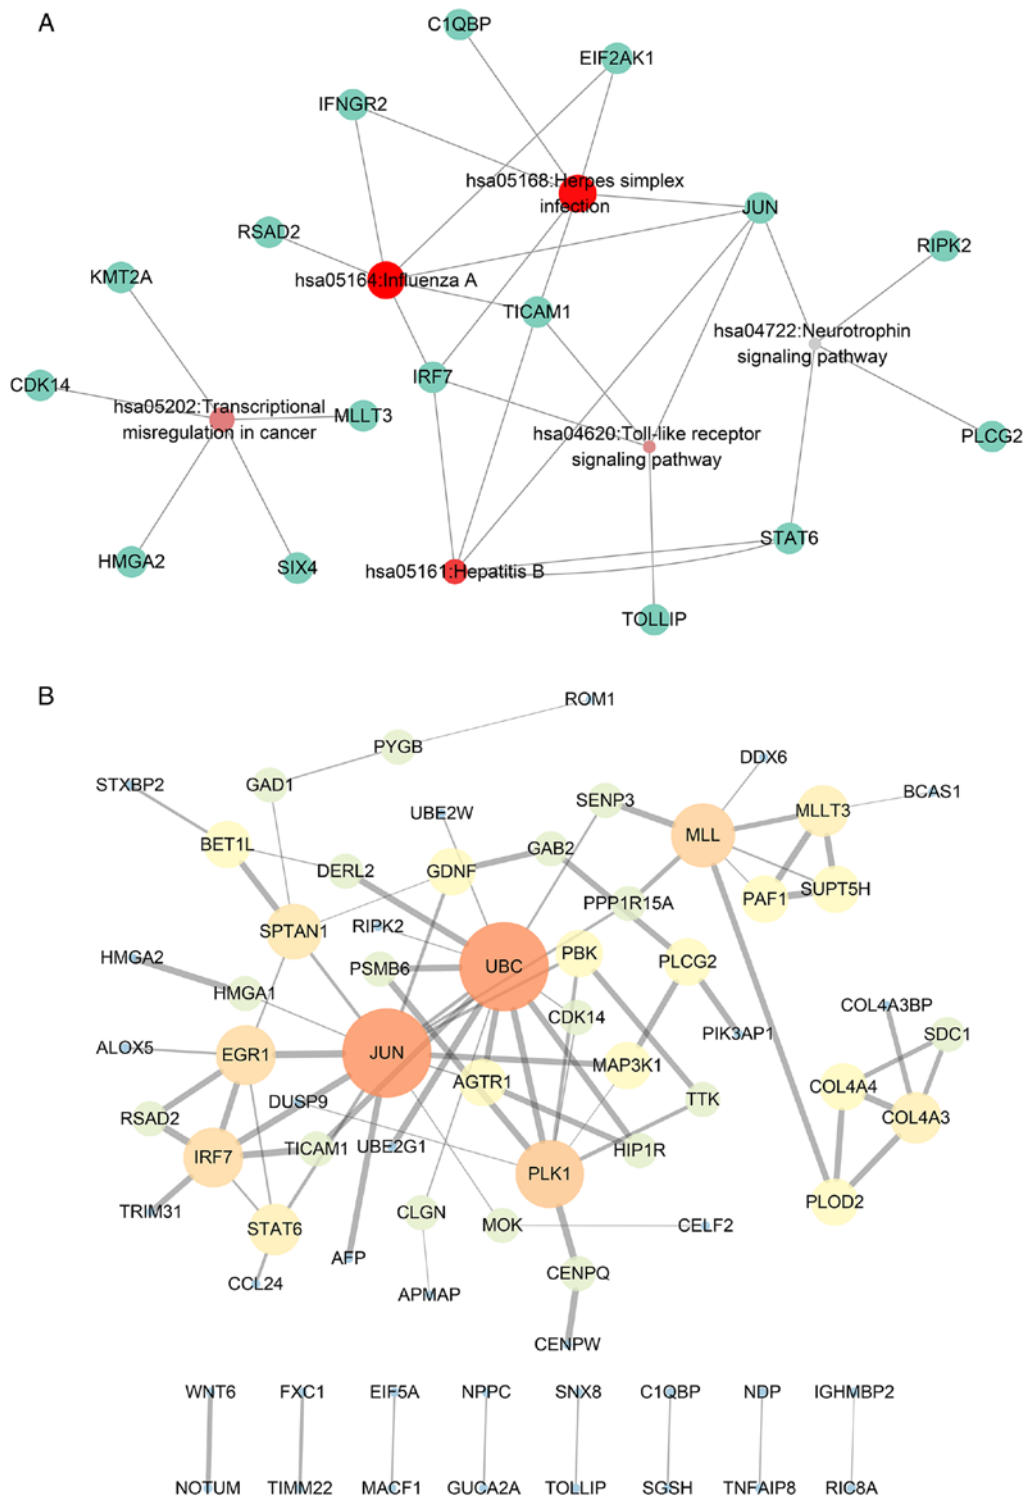 A
C1QBP
EIF2AK1
IFNGR2
hsa05168:Herpes simplex
infection
JUN
RSAD2
RIPK2
KMT2A
hsa05164:Influenza A
TICAM1
hsa04722:Neurotrophin
signaling pathway
IRF7
CDK14
hsa05202:Transcriptional
misregulation in cancer
MLLT3
hsa04620:Toll-like receptor
signaling pathway
PLCG2
STAT6
HMGA2
SIX4
hsa05161:Hepatitis B
TOLLIP
B
ROM1
PYGB
DDX6
STXBP2
GAD1
BCAS1
SENP3
UBE2W
MLLT3
MLL
BET1L
GAB2
DERL2
GDNF
SUPT5H
PAF1
PPP1R15A
RIPK2
SPTAN1
HMGA2
PSMB6
UBC
PBK
PLCG2
HMGA1
COL4A3BP
CDK14
PIK3AP1
SDC1
ALOX5
EGR1
JUN
MAP3K1
AGTR1
COL4A4
DUSP9
TTK
RSAD2
COL4A3
TICAM1
UBE2G1
HIP1R
IRF7
PLK1
PLOD2
TRIM31
CLGN
MOK
CELF2
STAT6
AFP
CENPQ
CCL24
APMAP
CENPW
WNT6
FXC1
EIF5A
NPPC
SNX8
C1QBP
NDP
IGHMBP2
NOTUM
TIMM22
MACF1
GUCA2A
TOLLIP
SGSH
TNFAIP8
RIC8A